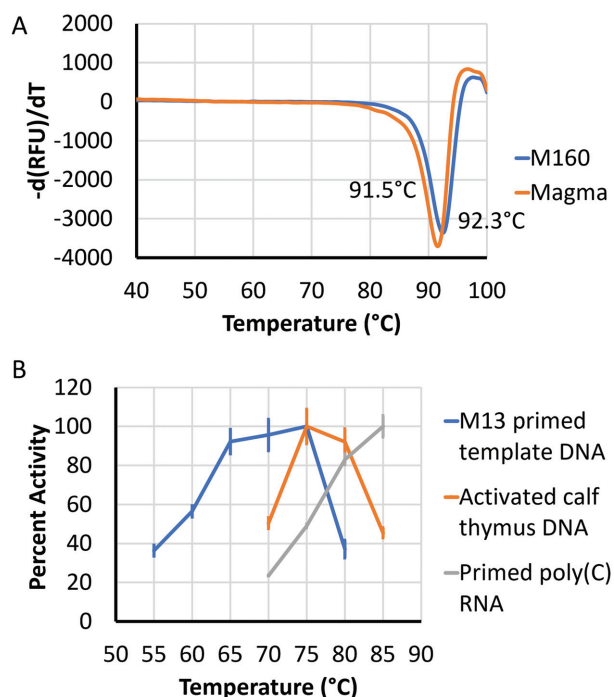 A
-d(RFU)/dT
2000
1000
0
-1000
-2000
-3000
-4000
91.5°C
92.3°C
40 50 60 70 80 90 100
Temperature (°C)
M160
Magma
B
Percent Activity
120
100
80
60
40
20
0
50 55 60 65 70 75 80 85 90
Temperature (°C)
M13 primed
template DNA
Activated calf
thymus DNA
Primed poly(C)
RNA